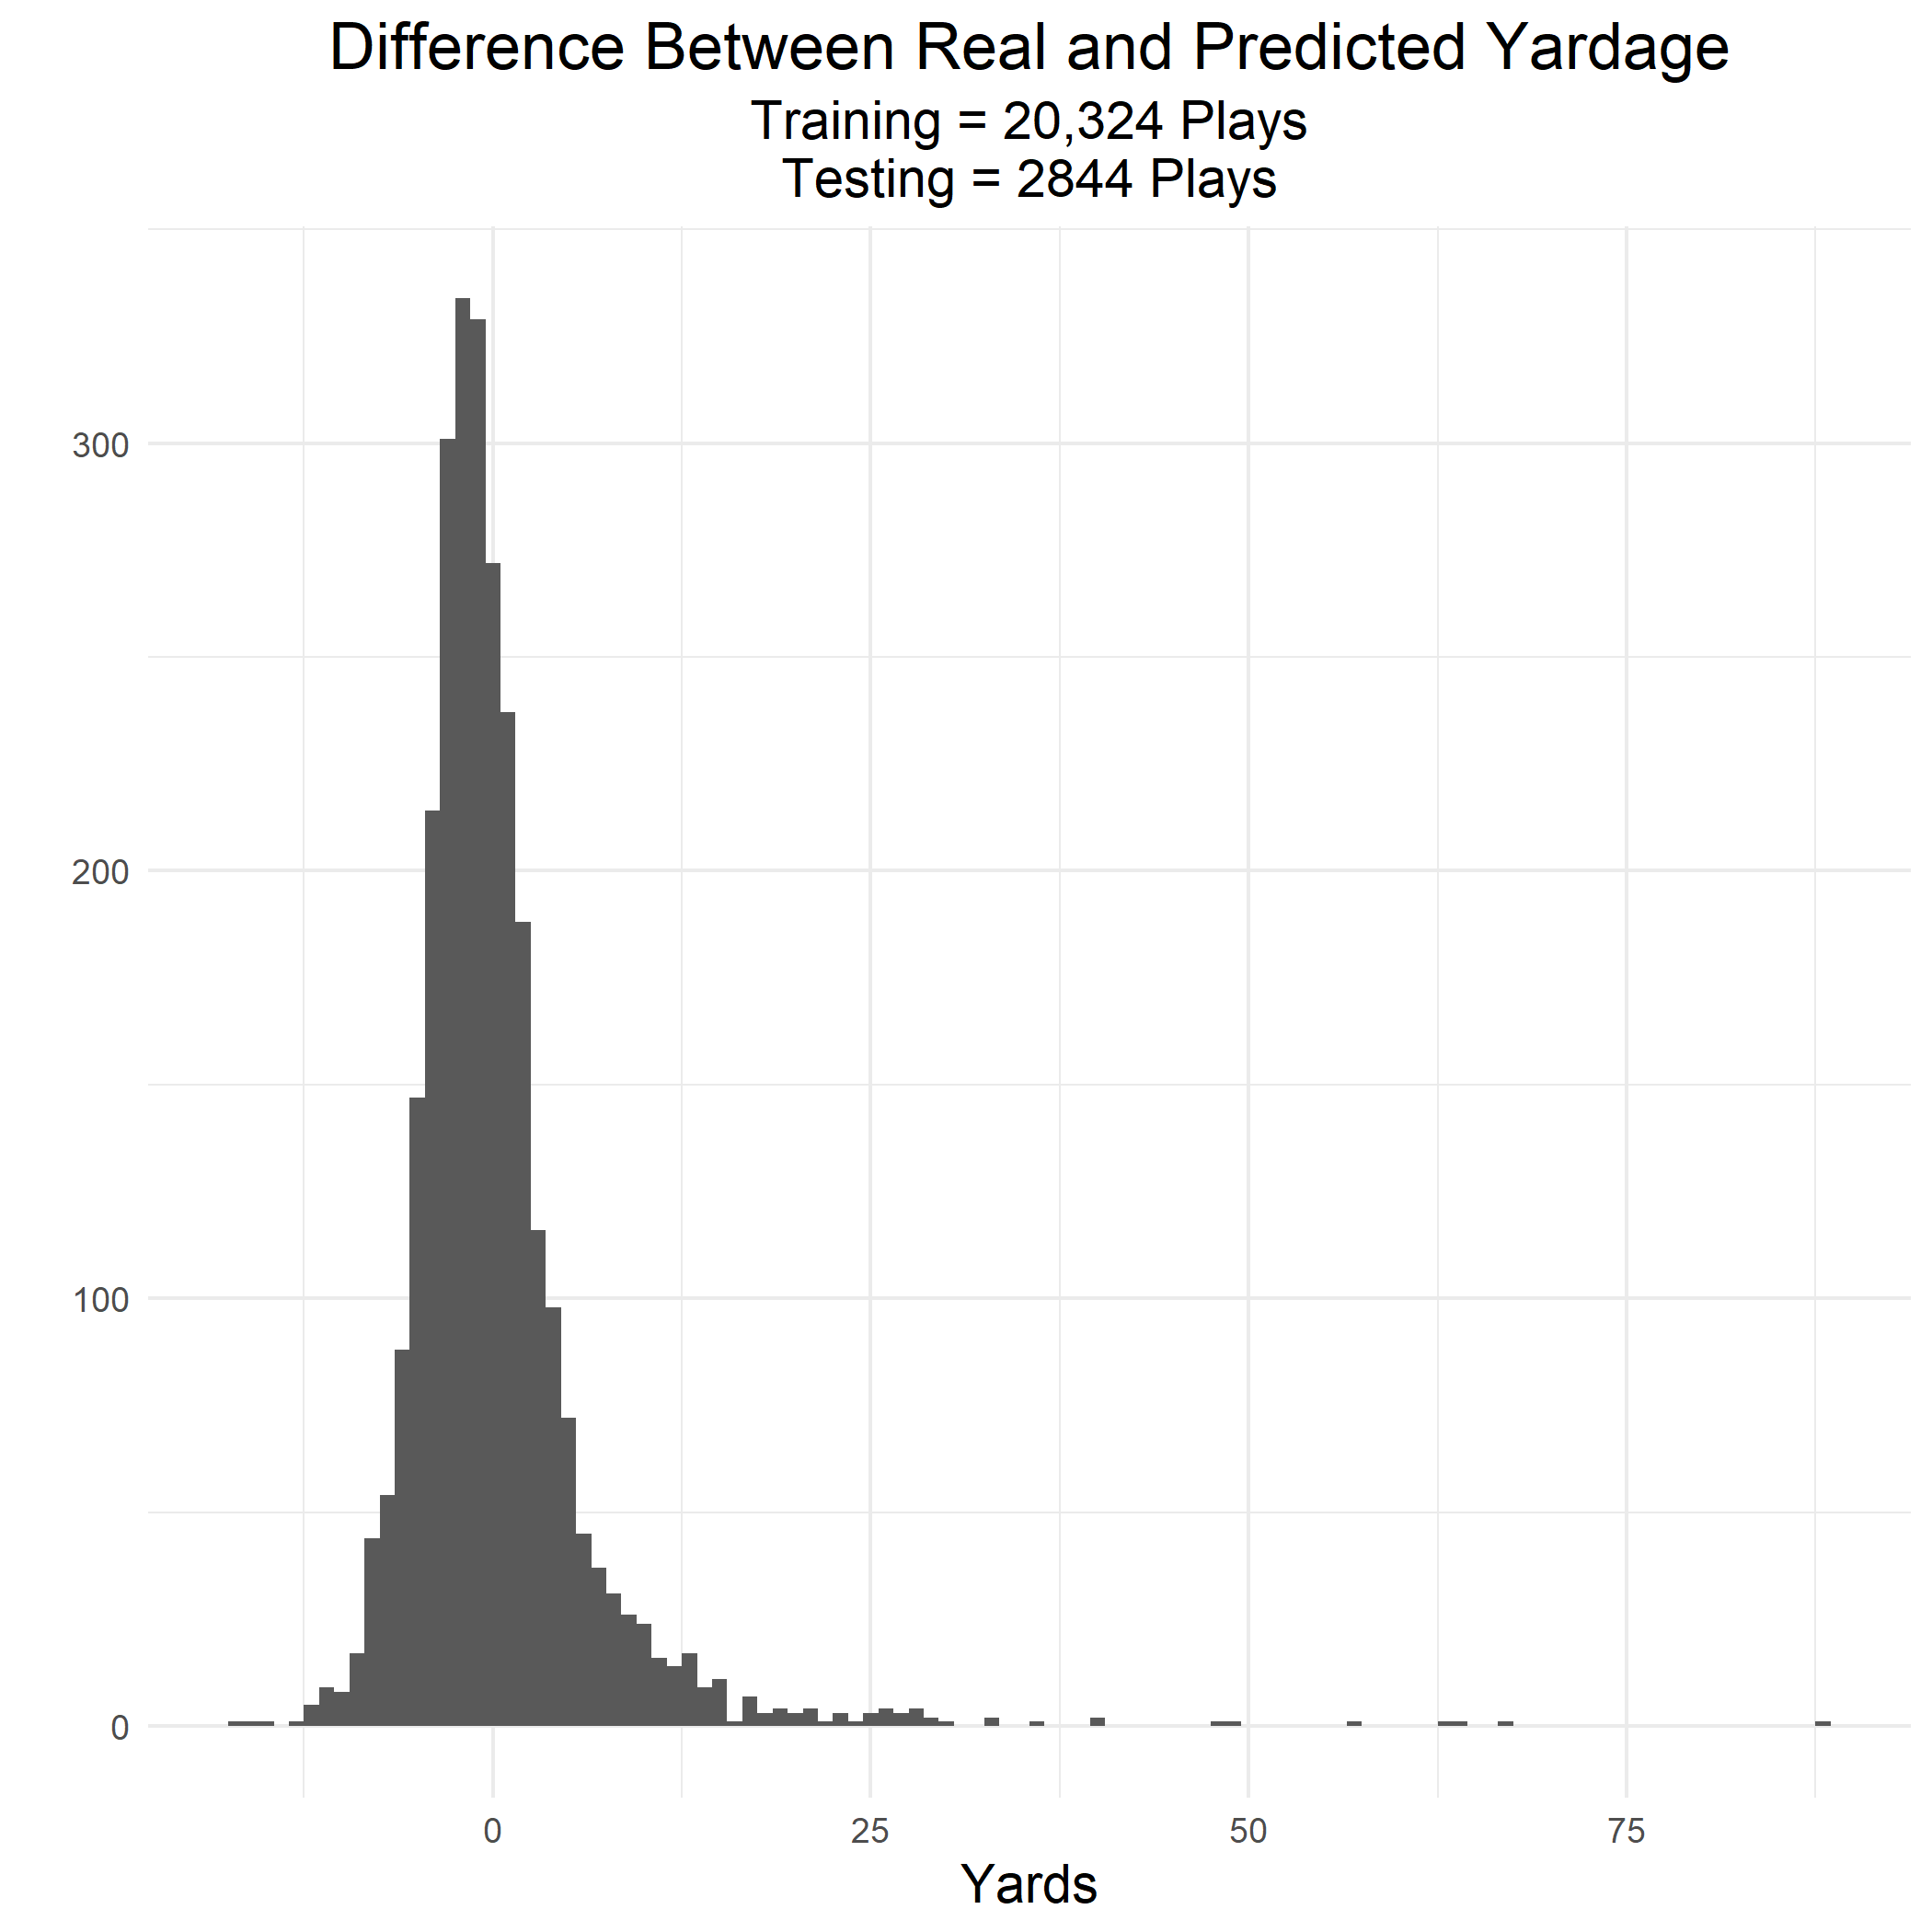 Difference Between Real and Predicted Yardage
Training = 20,324 Plays
Testing = 2844 Plays
300
200
100
0
0 25 50 75
Yards